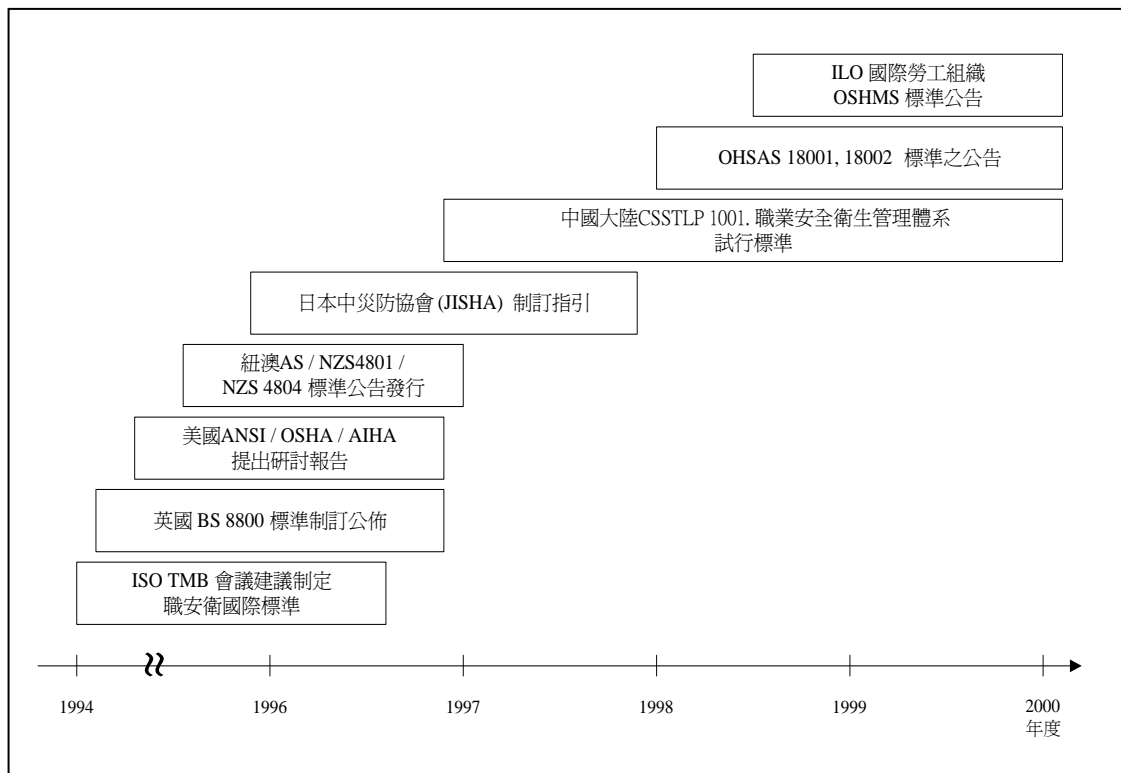 ILO 國際勞工組織
OSHMS 標準公告
OHSAS 18001, 18002 標準之公告
中國大陸CSSTLP 1001. 職業安全衛生管理體系
試行標準
日本中災防協會 (JISHA) 制訂指引
紐澳AS / NZS4801 /
NZS 4804 標準公告發行
美國ANSI / OSHA / AIHA
提出研討報告
英國 BS 8800 標準制訂公佈
ISO TMB 會議建議制定
職安衛國際標準
1994 1996 1997 1998 1999 2000
年度